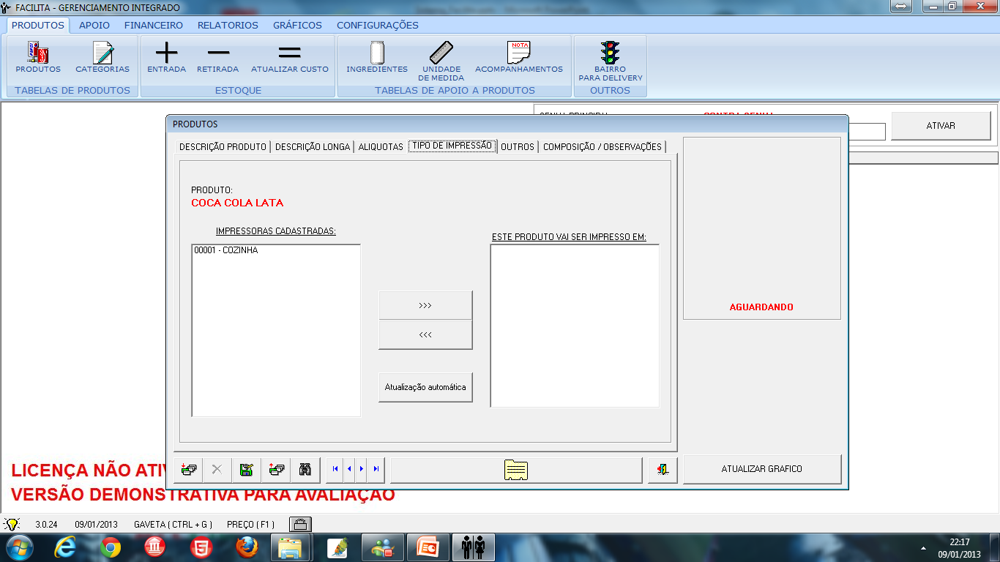 FACILITA - GERENCIAMENTO INTEGRADO
PRODUTOS APOIO FINANCEIRO RELATORIOS GRÁFICOS CONFIGURAÇÕES
PRODUTOS CATEGORIAS ENTRADA RETIRADA ATUALIZAR CUSTO INGREDIENTES UNIDADE DE MEDIDA NOTA ACOMPANHAMENTOS BAIRRO PARA DELIVERY
TABELAS DE PRODUTOS ESTOQUE TABELAS DE APOIO A PRODUTOS OUTROS
ATIVAR
PRODUTOS
DESCRIÇÃO PRODUTO DESCRIÇÃO LONGA ALIQUOTAS TIPO DE IMPRESSÃO OUTROS COMPOSIÇÃO / OBSERVAÇÕES
PRODUTO:
COCA COLA LATA
IMPRESSORAS CADASTRADAS:
ESTE PRODUTO VAI SER IMPRESSO EM:
00001 - COZINHA
>>>
<<<
Atualização automática
AGUARDANDO
ATUALIZAR GRAFICO
LICENÇA NÃO ATIV
VERSÃO DEMONSTRATIVA PARA AVALIAÇÃO
3.0.24 09/01/2013 GAVETA ( CTRL + G ) PREÇO ( F1 )
22:17
09/01/2013